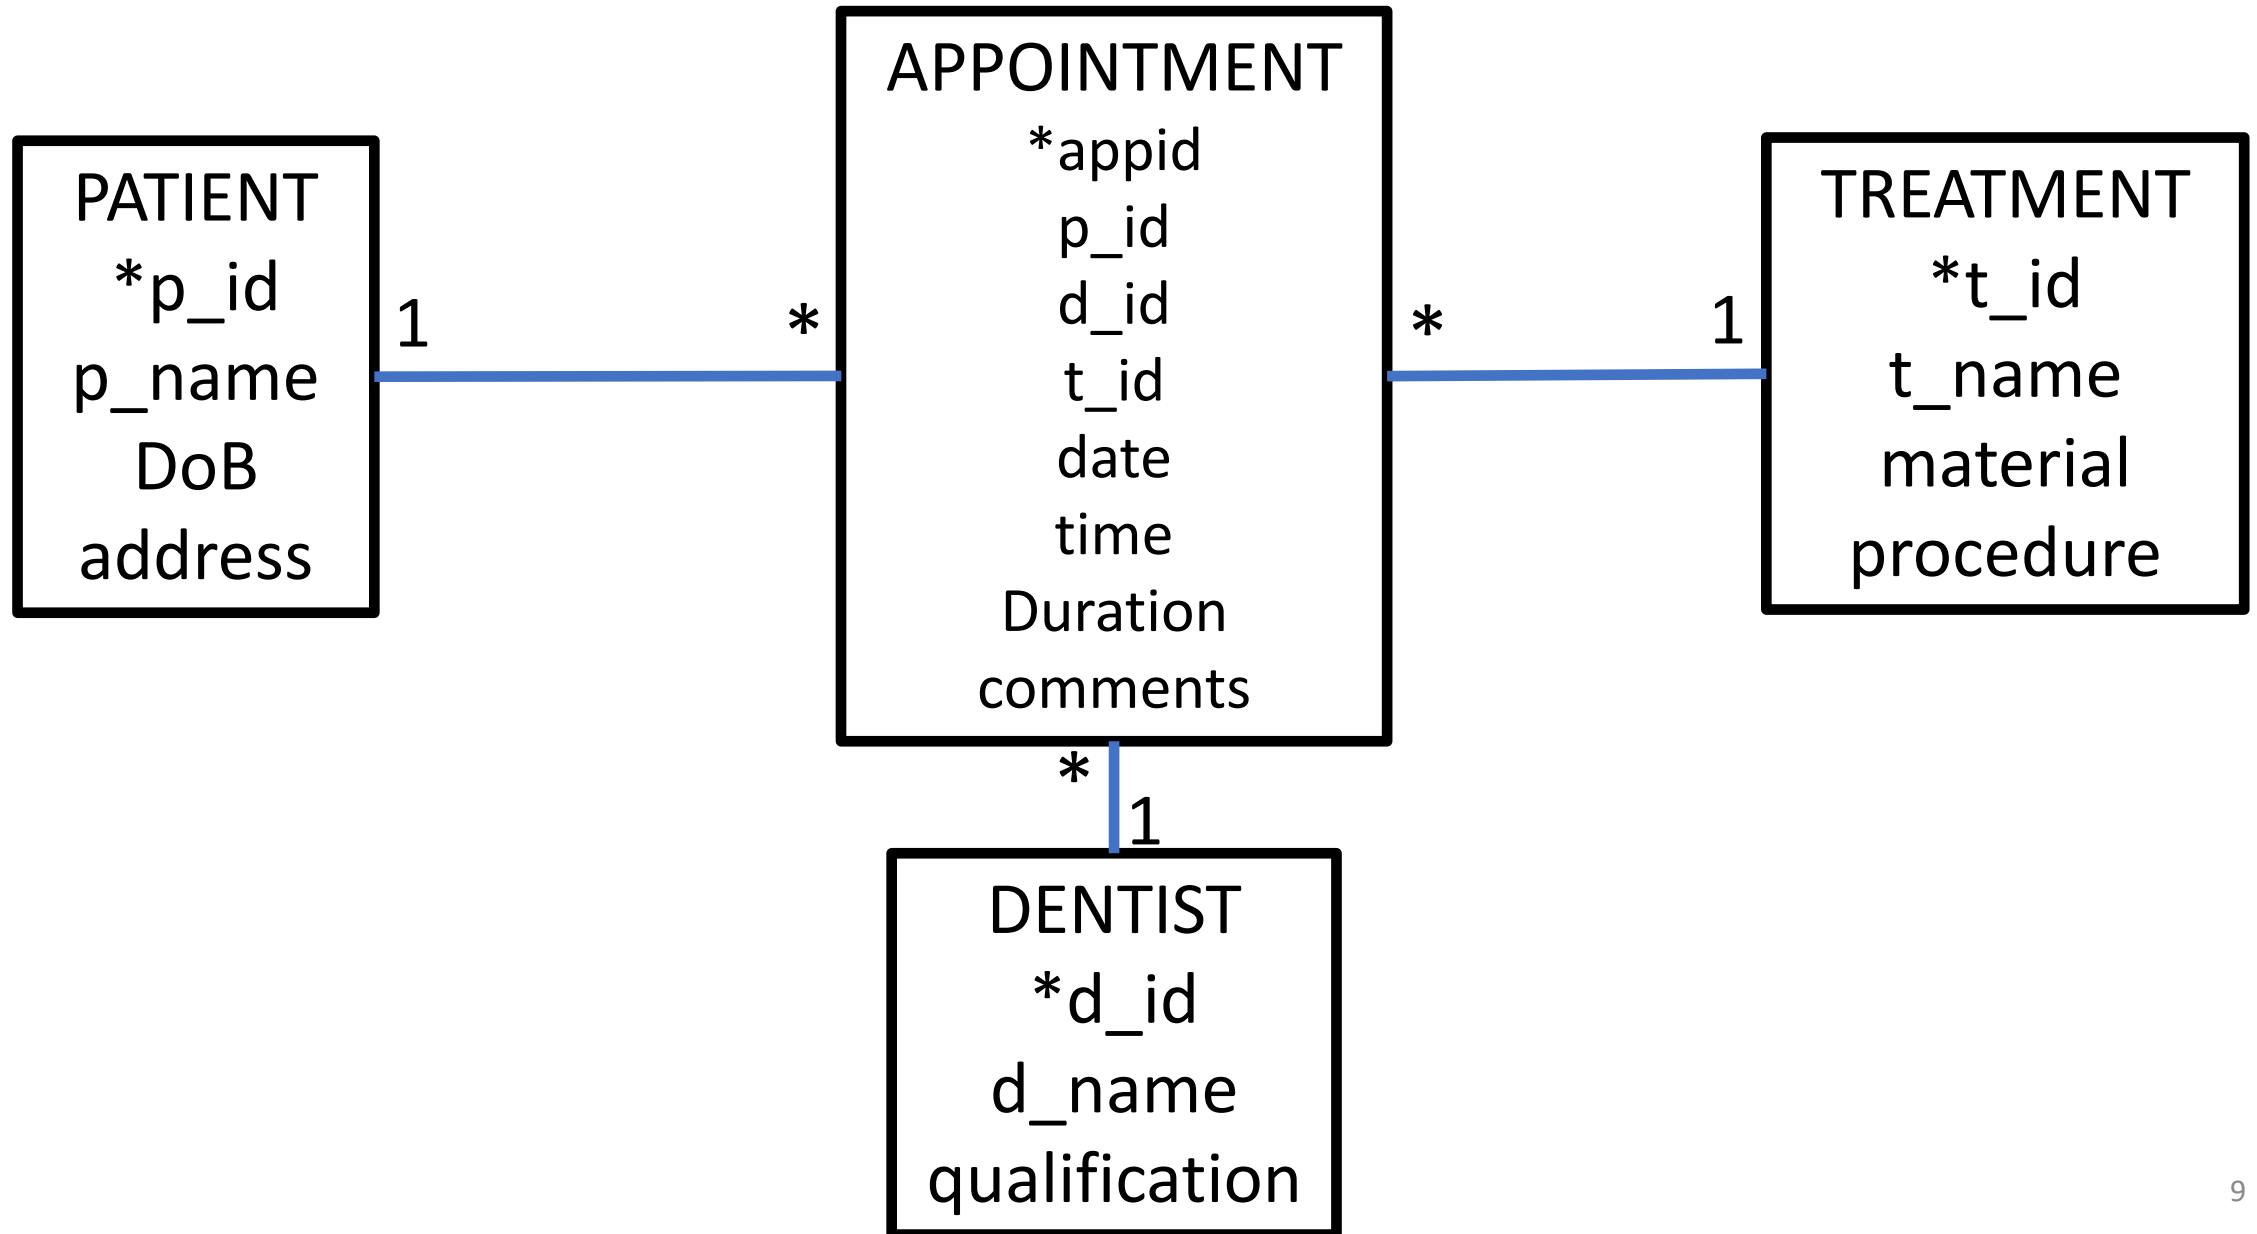 PATIENT
*p_id
p_name
DoB
address
1
*
APPOINTMENT
*appid
p_id
d_id
t_id
date
time
Duration
comments
*
1
TREATMENT
*t_id
t_name
material
procedure
*
1
DENTIST
*d_id
d_name
qualification
9